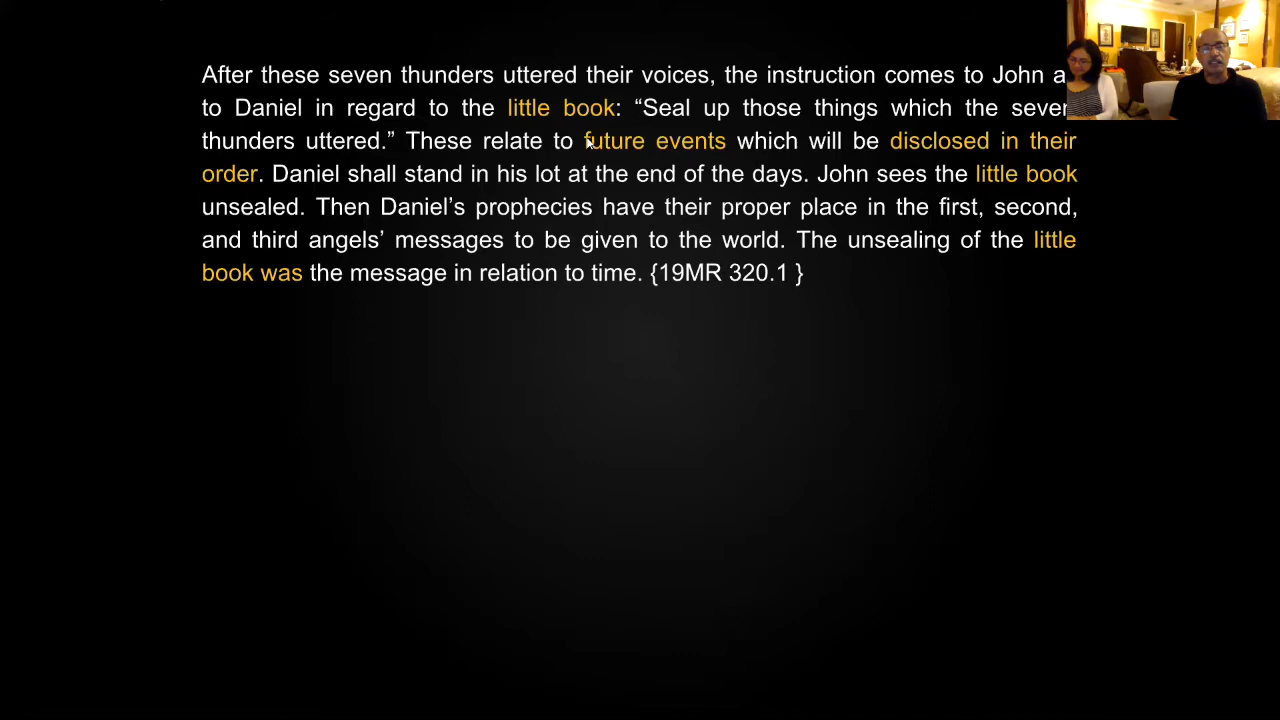 After these seven thunders uttered their voices, the instruction comes to John a
to Daniel in regard to the little book: “Seal up those things which the seven
thunders uttered.” These relate to future events which will be disclosed in their
order. Daniel shall stand in his lot at the end of the days. John sees the little book
unsealed. Then Daniel’s prophecies have their proper place in the first, second,
and third angels’ messages to be given to the world. The unsealing of the little
book was the message in relation to time. {19MR 320.1 }